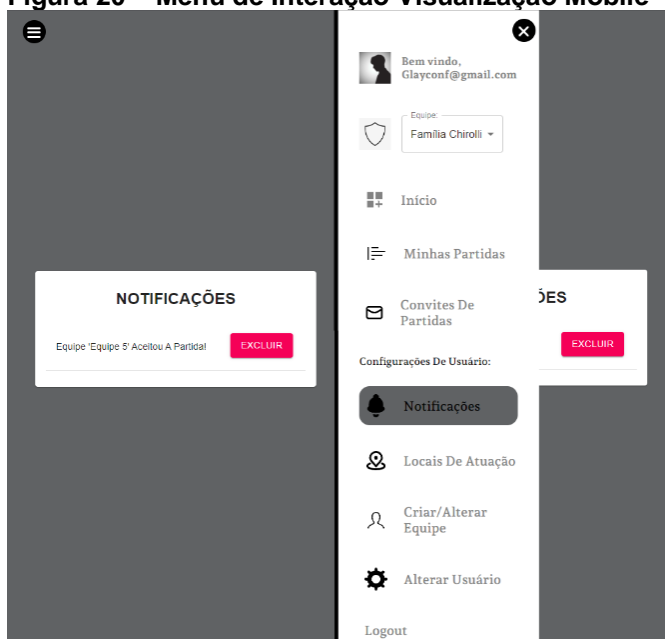 Figura 20 – Menu de Interação Visualização Mobile
NOTIFICAÇÕES
Equipe 'Equipe 5' Aceitou A Partida!
EXCLUIR
Bem vindo,
Glayconf@gmail.com
Equipe:
Família Chirolli
Início
Minhas Partidas
Convites De
Partidas
Configurações De Usuário:
Notificações
Locais De Atuação
Criar/Alterar
Equipe
Alterar Usuário
Logout
ÕES
EXCLUIR